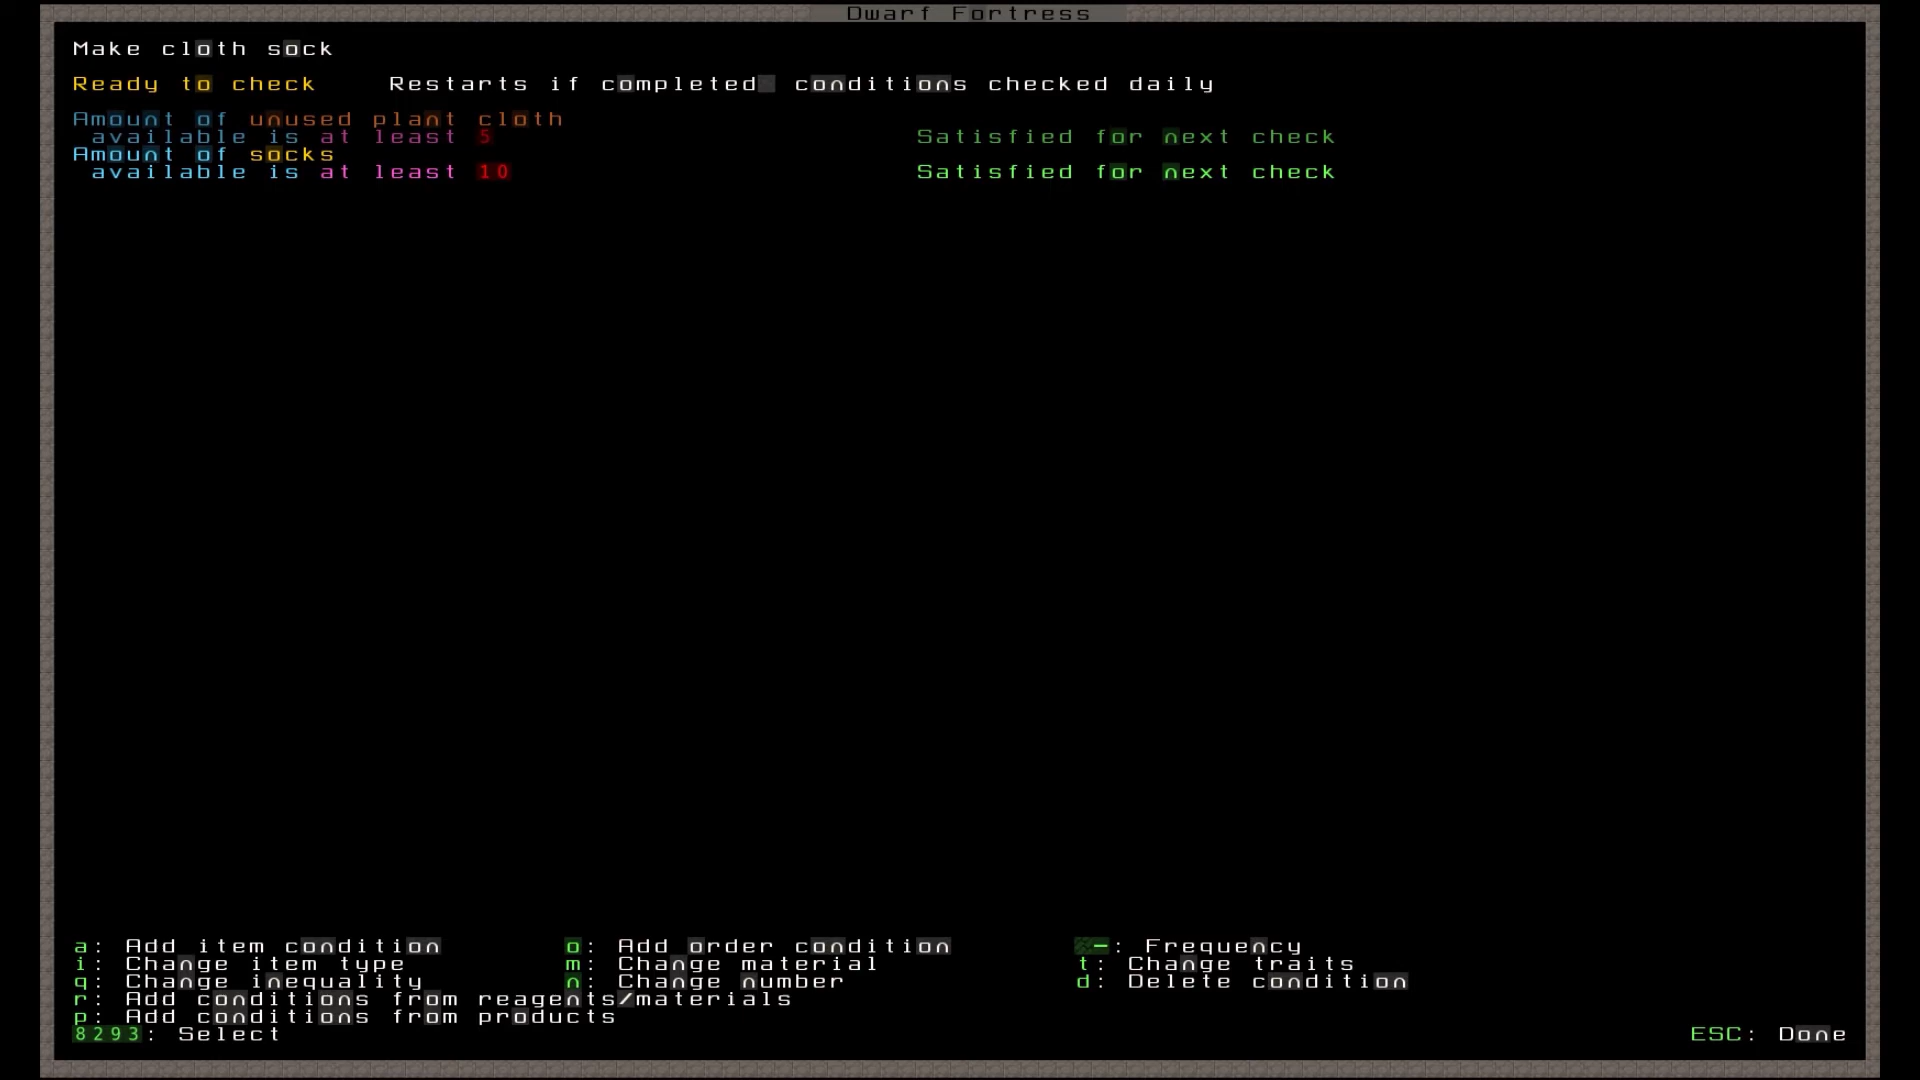 Dwarf Fortress
Make cloth sock
Ready to check Restarts if completed conditions checked daily
Amount of unused plant cloth
available is at least 5 Satisfied for next check
Amount of socks
available is at least 10 Satisfied for next check
a: Add item condition o: Add order condition -: Frequency
i: Change item type m: Change material t: Change traits
q: Change inequality n: Change number d: Delete condition
r: Add conditions from reagents/materials
p: Add conditions from products
8293: Select ESC: Done